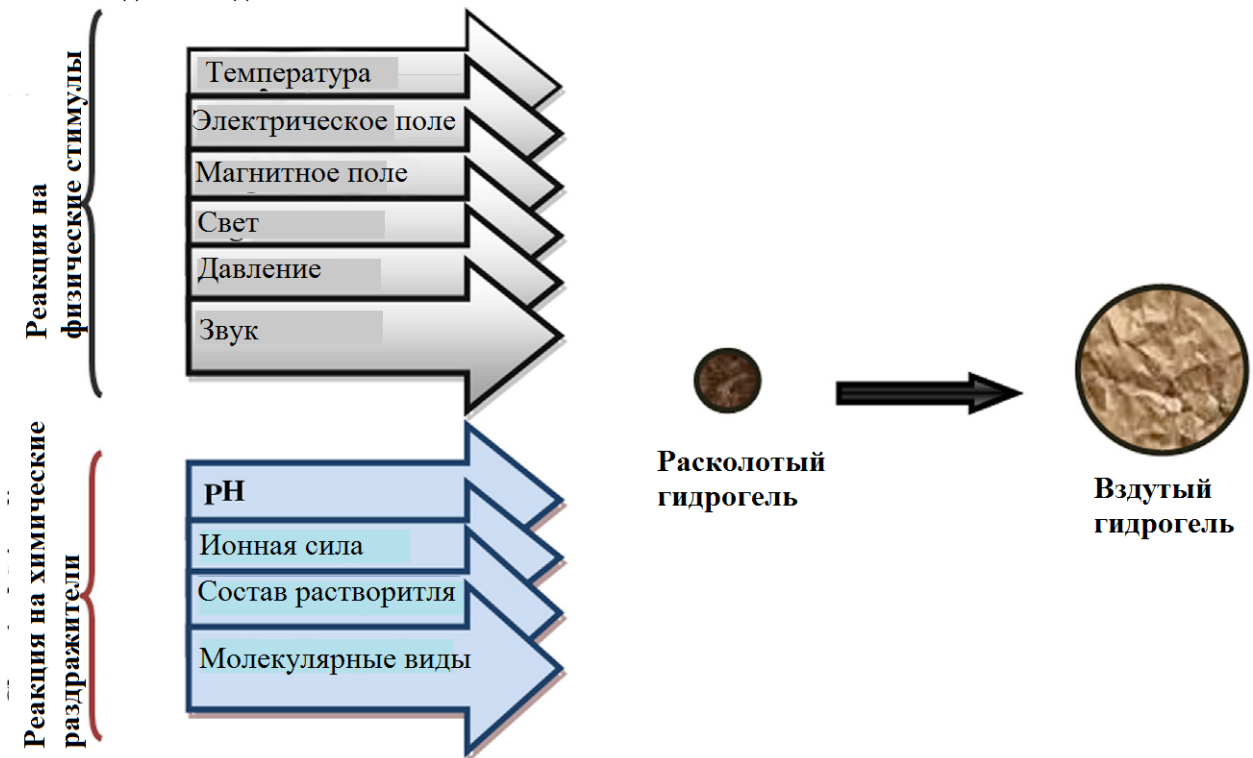 Реакция на
физические стимулы
Температура
Электрическое поле
Магнитное поле
Свет
Давление
Звук
Реакция на химические
раздражители
pH
Ионная сила
Состав растворитля
Молекулярные виды
Расколотый
гидрогель
Вздутый
гидрогель